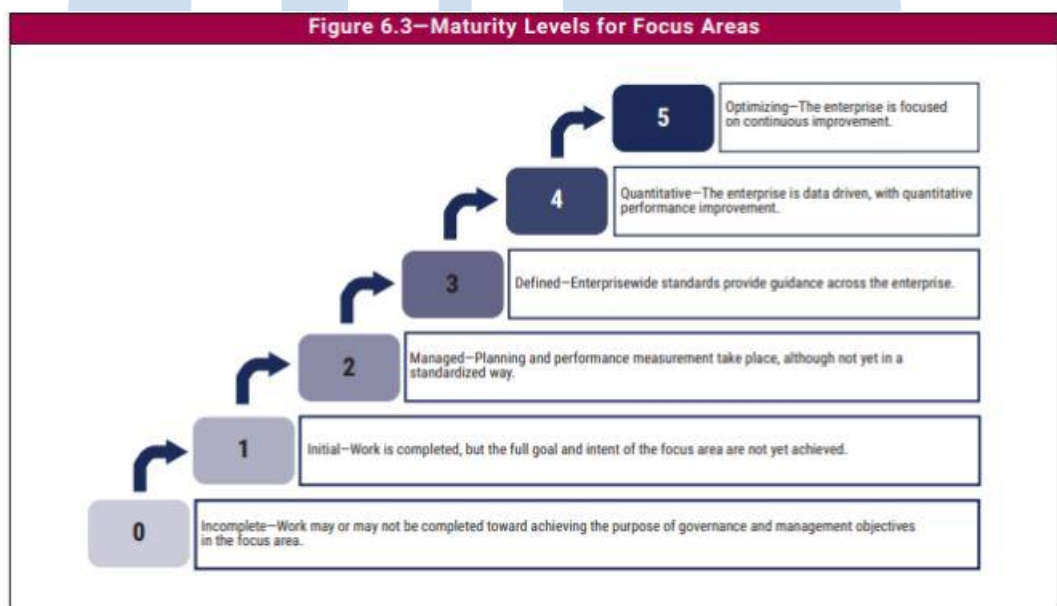 Figure 6.3—Maturity Levels for Focus Areas
5
Optimizing—The enterprise is focused
on continuous improvement.
4
Quantitative—The enterprise is data driven, with quantitative
performance improvement.
3
Defined—Enterprisewide standards provide guidance across the enterprise.
2
Managed—Planning and performance measurement take place, although not yet in a
standardized way.
1
Initial—Work is completed, but the full goal and intent of the focus area are not yet achieved.
0
Incomplete—Work may or may not be completed toward achieving the purpose of governance and management objectives
in the focus area.